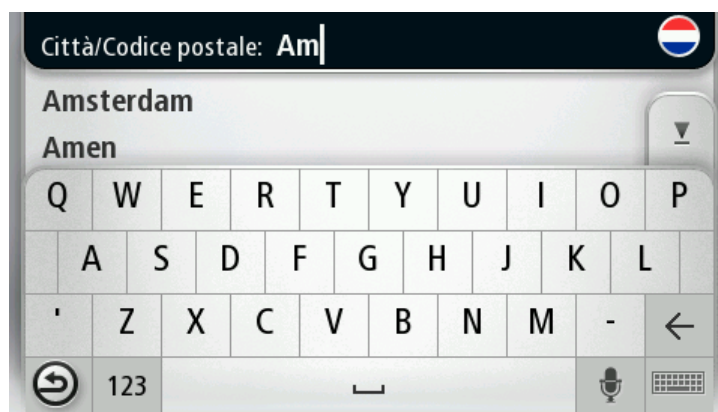 Città/Codice postale: Am
Amsterdam
Amen
Q W E R T Y U I O P
A S D F G H J K L
' Z X C V B N M -
123